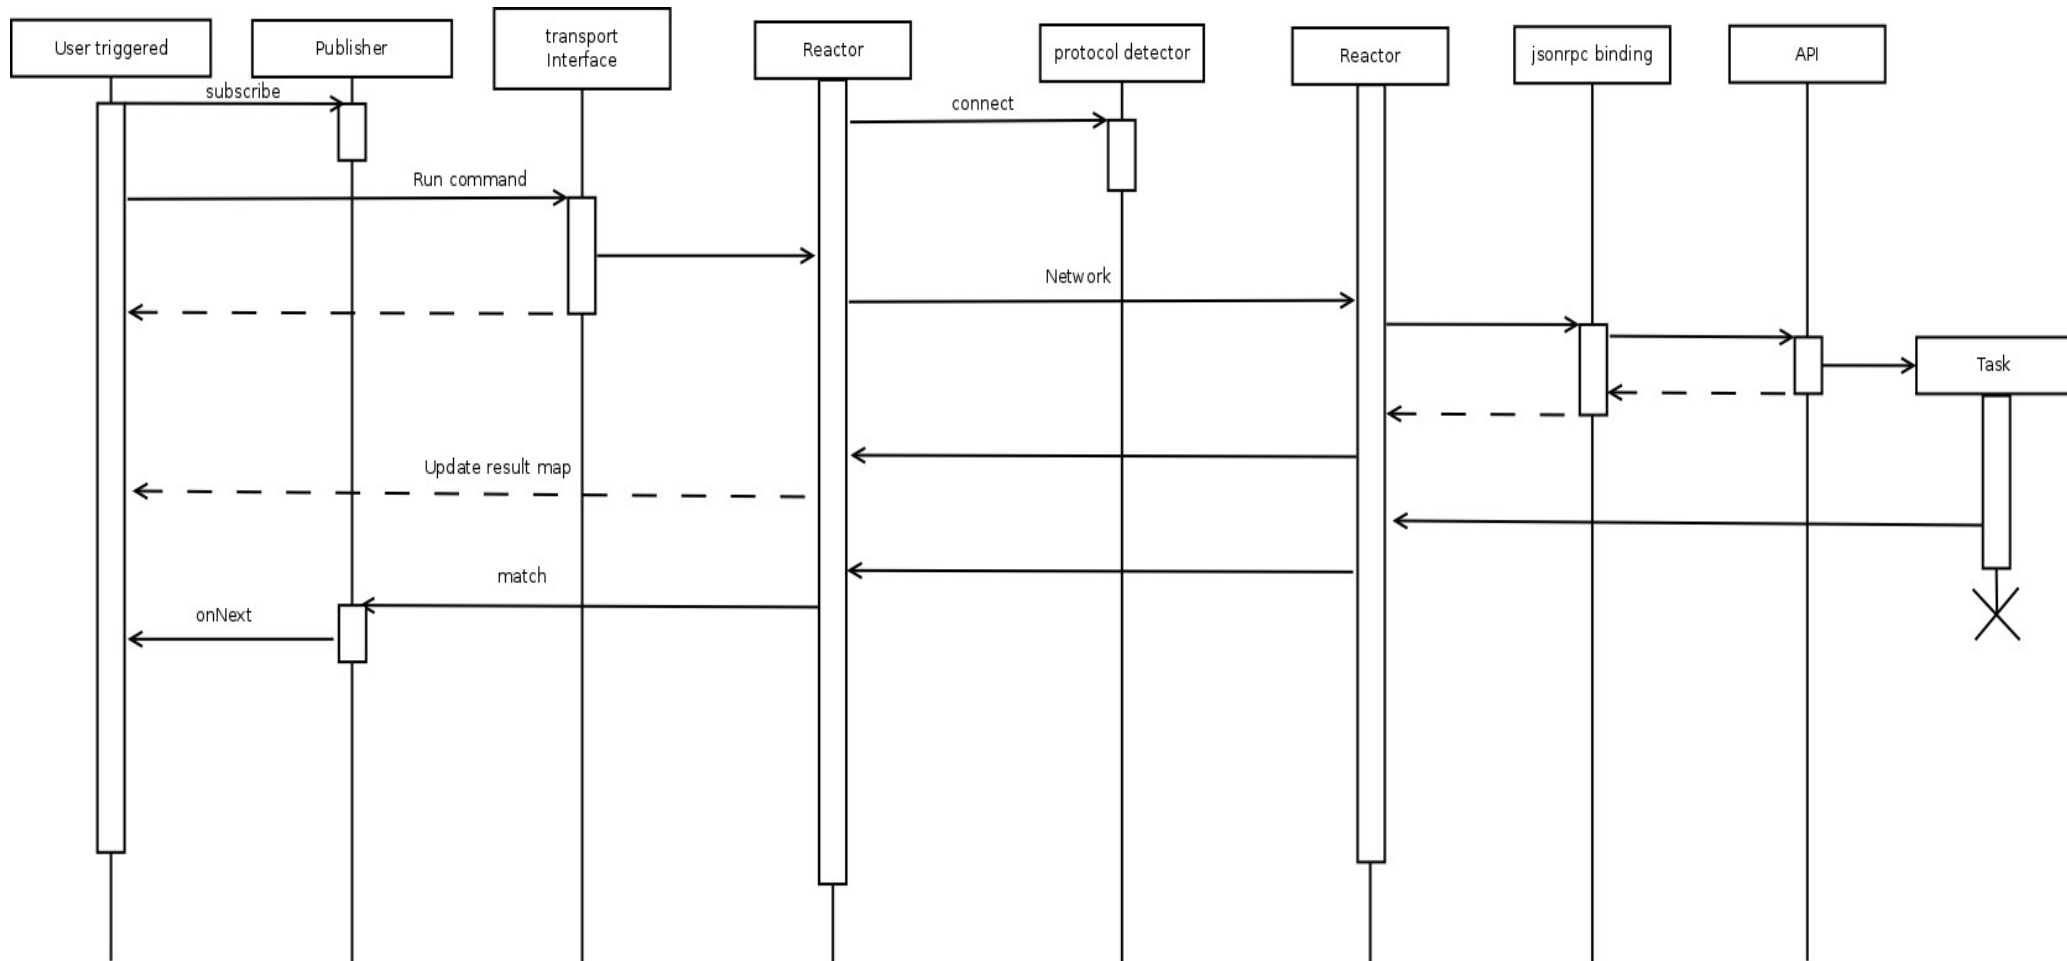 User triggered
Publisher
transport
Interface
Reactor
protocol detector
Reactor
jsonrpc binding
API
subscribe
connect
Run command
Network
Task
Update result map
match
onNext